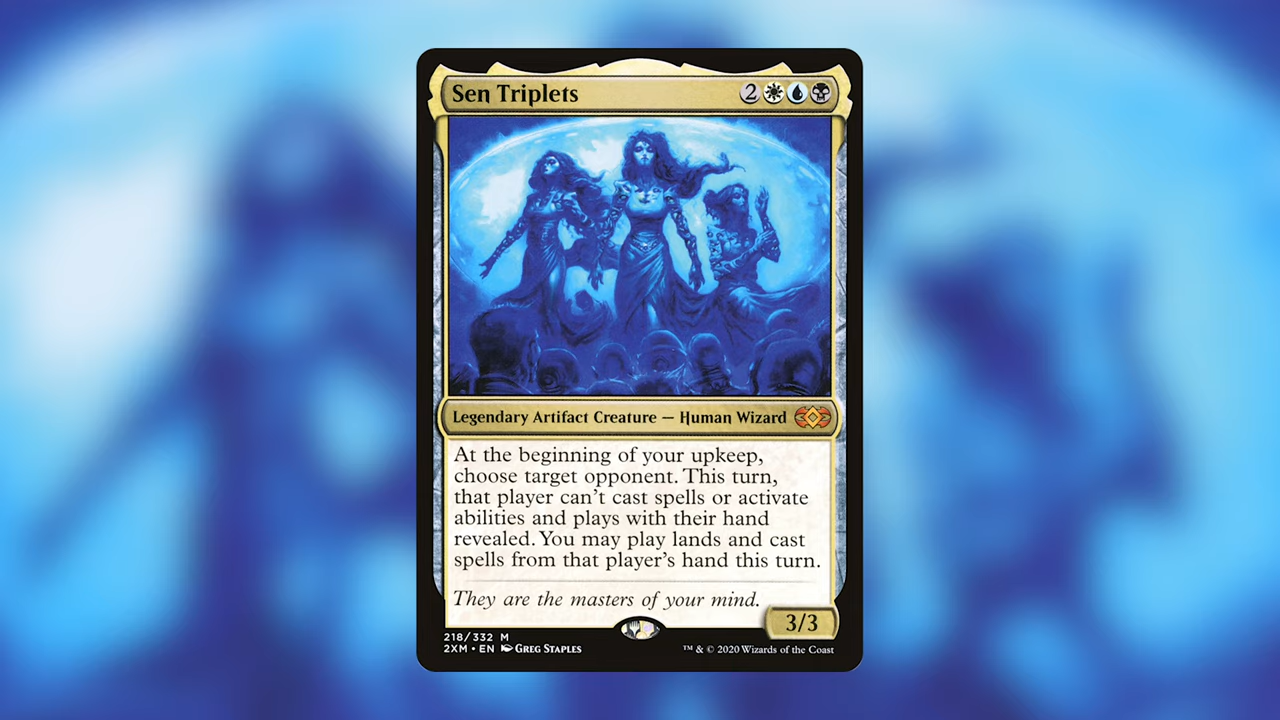 Sen Triplets 2
Legendary Artifact Creature — Human Wizard
At the beginning of your upkeep,
choose target opponent. This turn,
that player can't cast spells or activate
abilities and plays with their hand
revealed. You may play lands and cast
spells from that player's hand this turn.
They are the masters of your mind.
3/3
218/332 M
2XM • EN Greg Staples
™ & © 2020 Wizards of the Coast